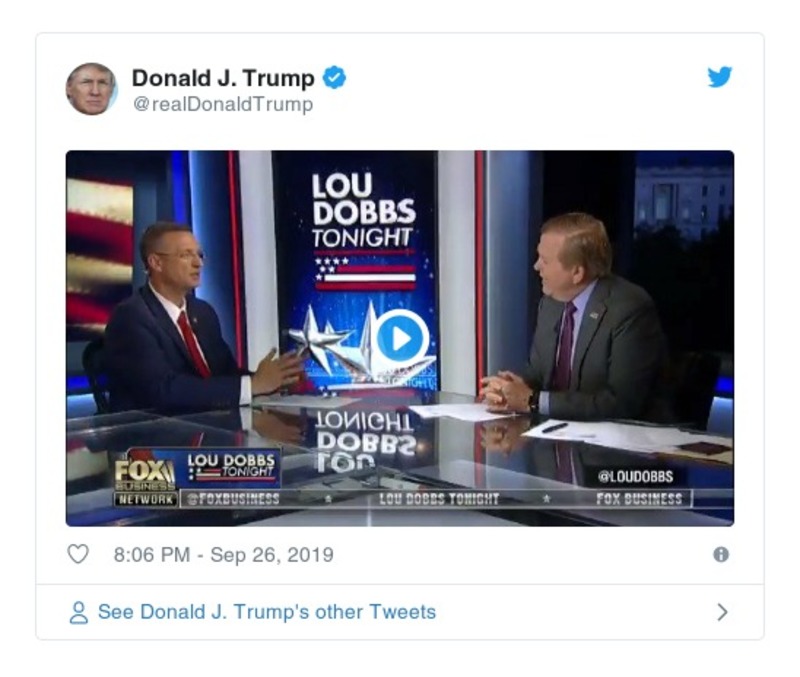 Donald J. Trump
@realDonaldTrump
LOU
DOBBS
TONIGHT
TONIGHT
DOBBS
LOU
FOX
BUSINESS
NETWORK
LOU DOBBS
TONIGHT
@LOUDOBBS
@FOXBUSINESS
LOU DOBBS TONIGHT
FOX BUSINESS
8:06 PM - Sep 26, 2019
See Donald J. Trump's other Tweets